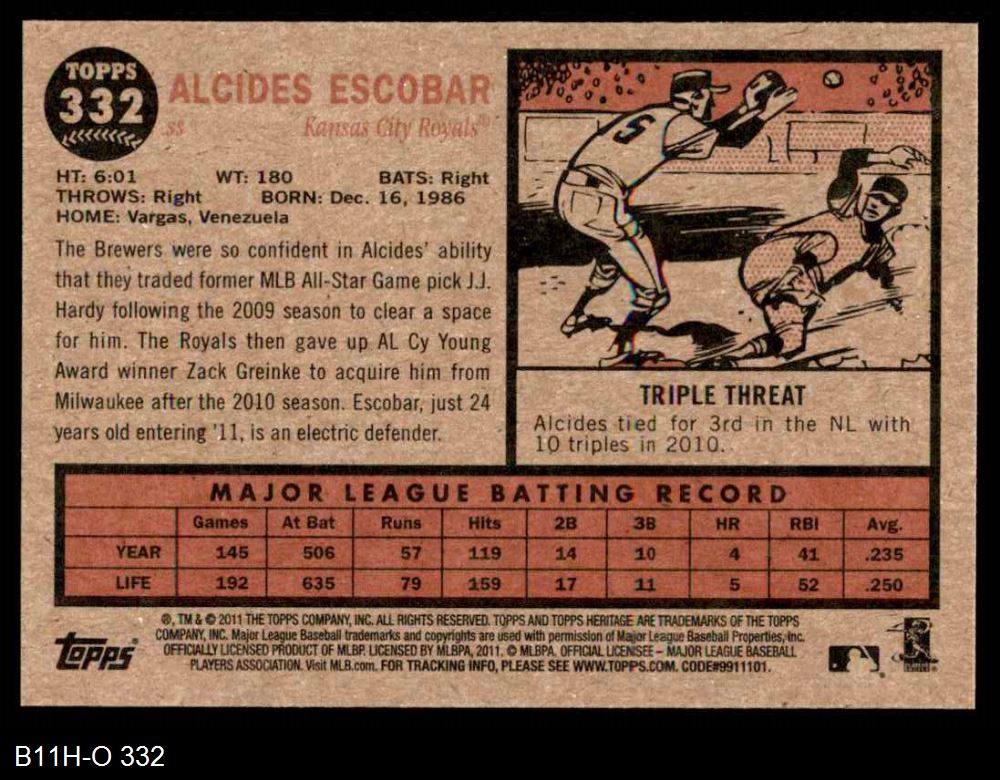 TOPPS
332
ALCIDES ESCOBAR
ss Kansas City Royals®
HT: 6:01 WT: 180 BATS: Right
THROWS: Right BORN: Dec. 16, 1986
HOME: Vargas, Venezuela
The Brewers were so confident in Alcides' ability
that they traded former MLB All-Star Game pick J.J.
Hardy following the 2009 season to clear a space
for him. The Royals then gave up AL Cy Young
Award winner Zack Greinke to acquire him from
Milwaukee after the 2010 season. Escobar, just 24
years old entering '11, is an electric defender.
5
TRIPLE THREAT
Alcides tied for 3rd in the NL with
10 triples in 2010.
MAJOR LEAGUE BATTING RECORD
Games At Bat Runs Hits 2B 3B HR RBI Avg.
YEAR 145 506 57 119 14 10 4 41 .235
LIFE 192 635 79 159 17 11 5 52 .250
®, TM & © 2011 THE TOPPS COMPANY, INC. ALL RIGHTS RESERVED. TOPPS AND TOPPS HERITAGE ARE TRADEMARKS OF THE TOPPS
COMPANY, INC. Major League Baseball trademarks and copyrights are used with permission of Major League Baseball Properties, Inc.
OFFICIALLY LICENSED PRODUCT OF MLBP. LICENSED BY MLBPA, 2011. © MLBPA. OFFICIAL LICENSEE – MAJOR LEAGUE BASEBALL
PLAYERS ASSOCIATION. Visit MLB.com. FOR TRACKING INFO, PLEASE SEE WWW.TOPPS.COM. CODE#9911101.
topps
B11H-O 332